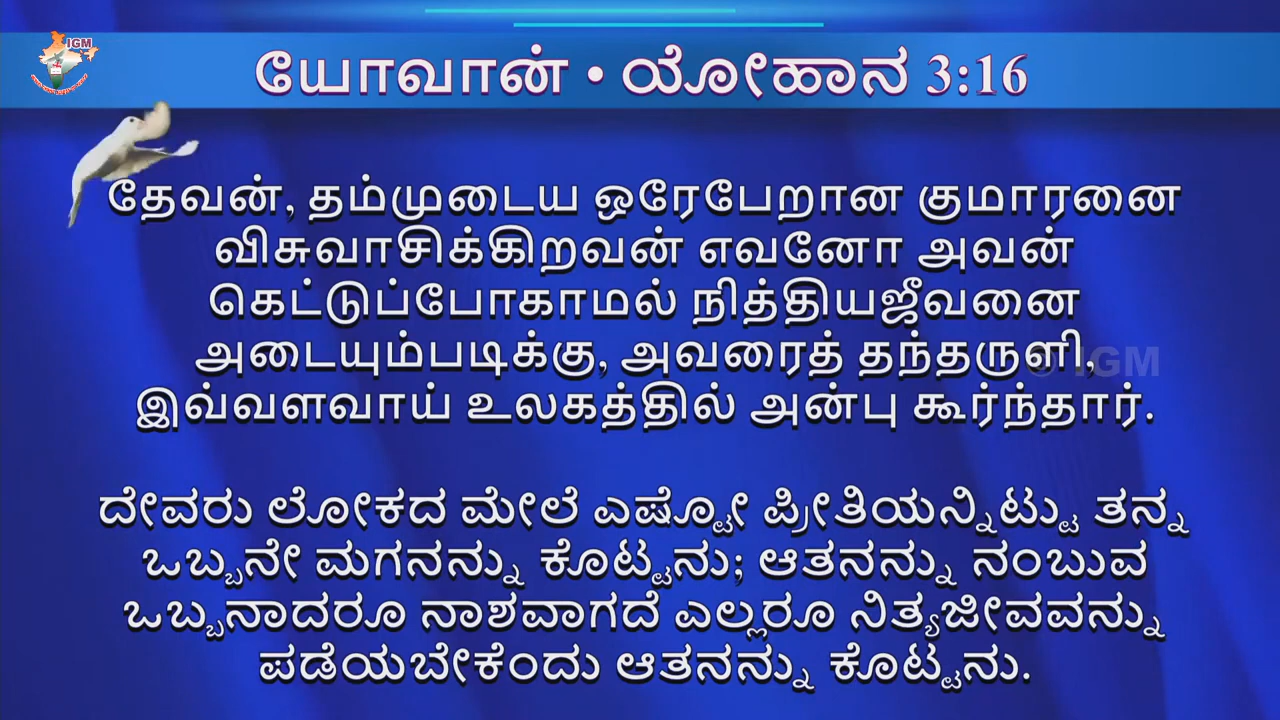 IGM
யோவான் • ಯೋಹಾನ 3:16
தேவன், தம்முடைய ஒரேபேறான குமாரனை
விசுவாசிக்கிறவன் எவனோ அவன்
கெட்டுப்போகாமல் நித்தியஜீவனை
அடையும்படிக்கு, அவரைத் தந்தருளி,
© IGM
இவ்வளவாய் உலகத்தில் அன்பு கூர்ந்தார்.
ದೇವರು ಲೋಕದ ಮೇಲೆ ಎಷ್ಟೋ ಪ್ರೀತಿಯನ್ನಿಟ್ಟು ತನ್ನ
ಒಬ್ಬನೇ ಮಗನನ್ನು ಕೊಟ್ಟನು; ಆತನನ್ನು ನಂಬುವ
ಒಬ್ಬನಾದರೂ ನಾಶವಾಗದೆ ಎಲ್ಲರೂ ನಿತ್ಯಜೀವವನ್ನು
ಪಡೆಯಬೇಕೆಂದು ಆತನನ್ನು ಕೊಟ್ಟನು.